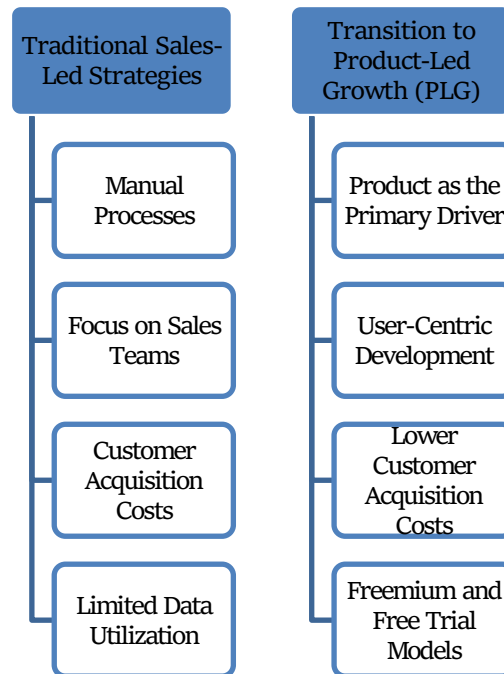 Traditional Sales-
Led Strategies
Manual
Processes
Focus on Sales
Teams
Customer
Acquisition
Costs
Limited Data
Utilization
Transition to
Product-Led
Growth (PLG)
Product as the
Primary Driver
User-Centric
Development
Lower
Customer
Acquisition
Costs
Freemium and
Free Trial
Models